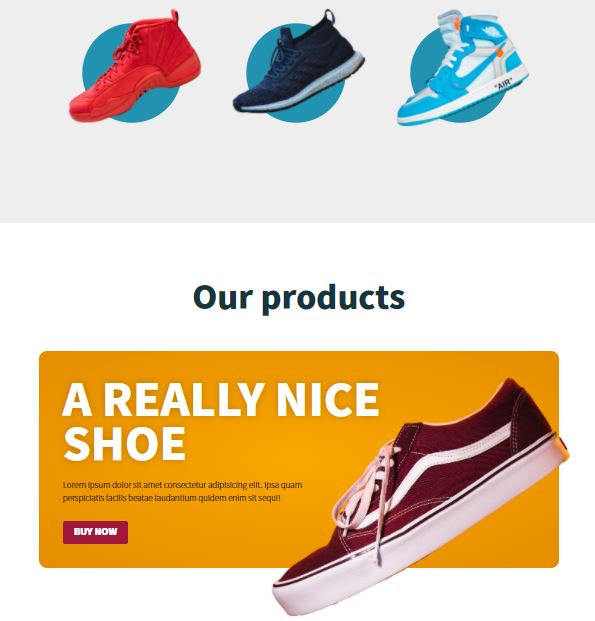 "AIR"
Our products
A REALLY NICE
SHOE
Lorem ipsum dolor sit amet consectetur adipisicing elit. Ipsa quam
perspiciatis facilis beatae laudantium quidem enim sit sequi!
BUY NOW